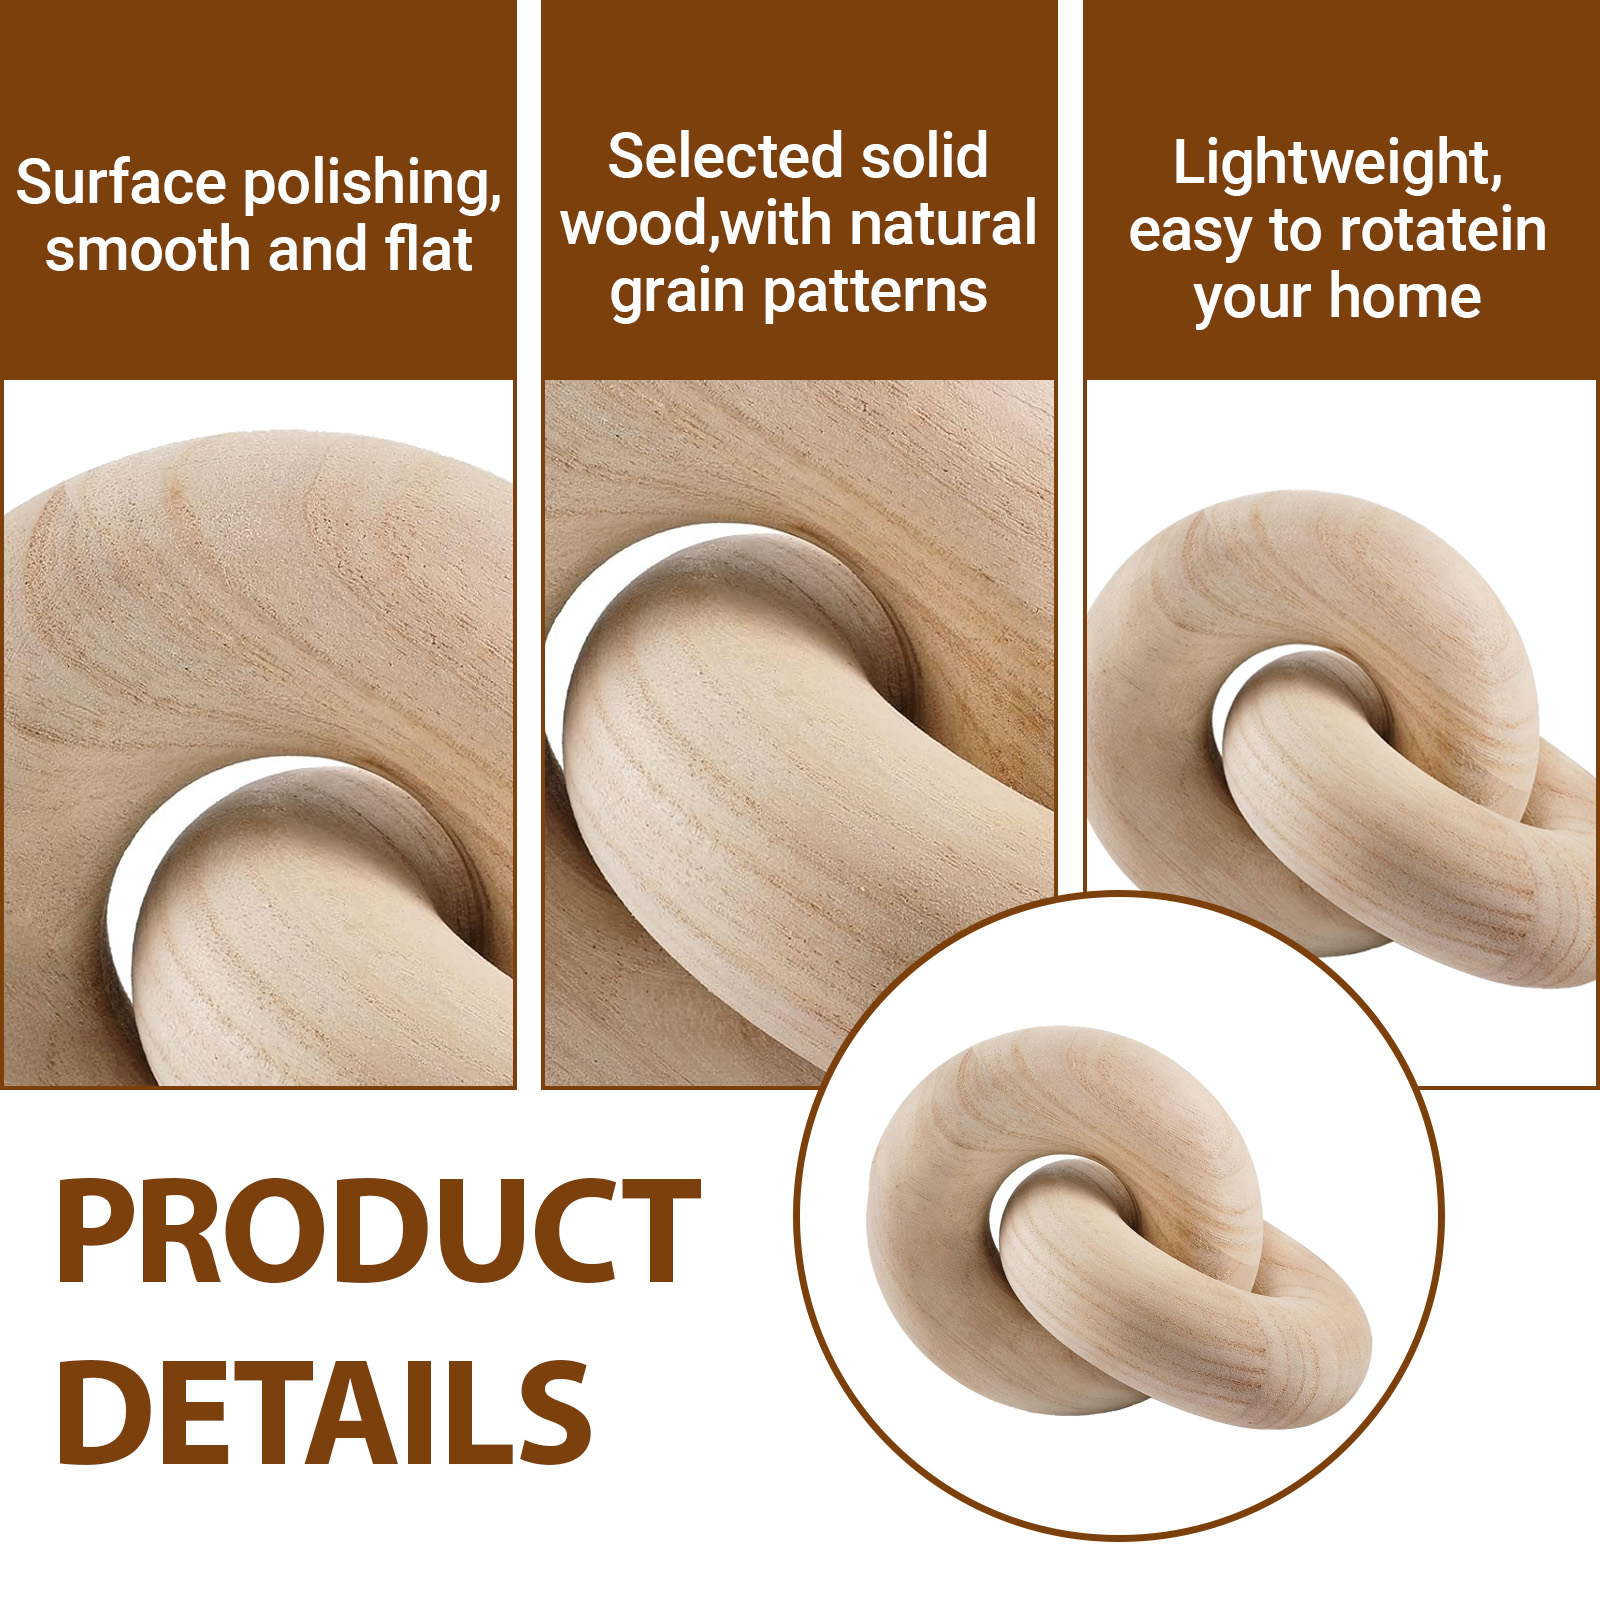 Surface polishing,
smooth and flat
Selected solid
wood,with natural
grain patterns
Lightweight,
easy to rotatein
your home
PRODUCT
DETAILS